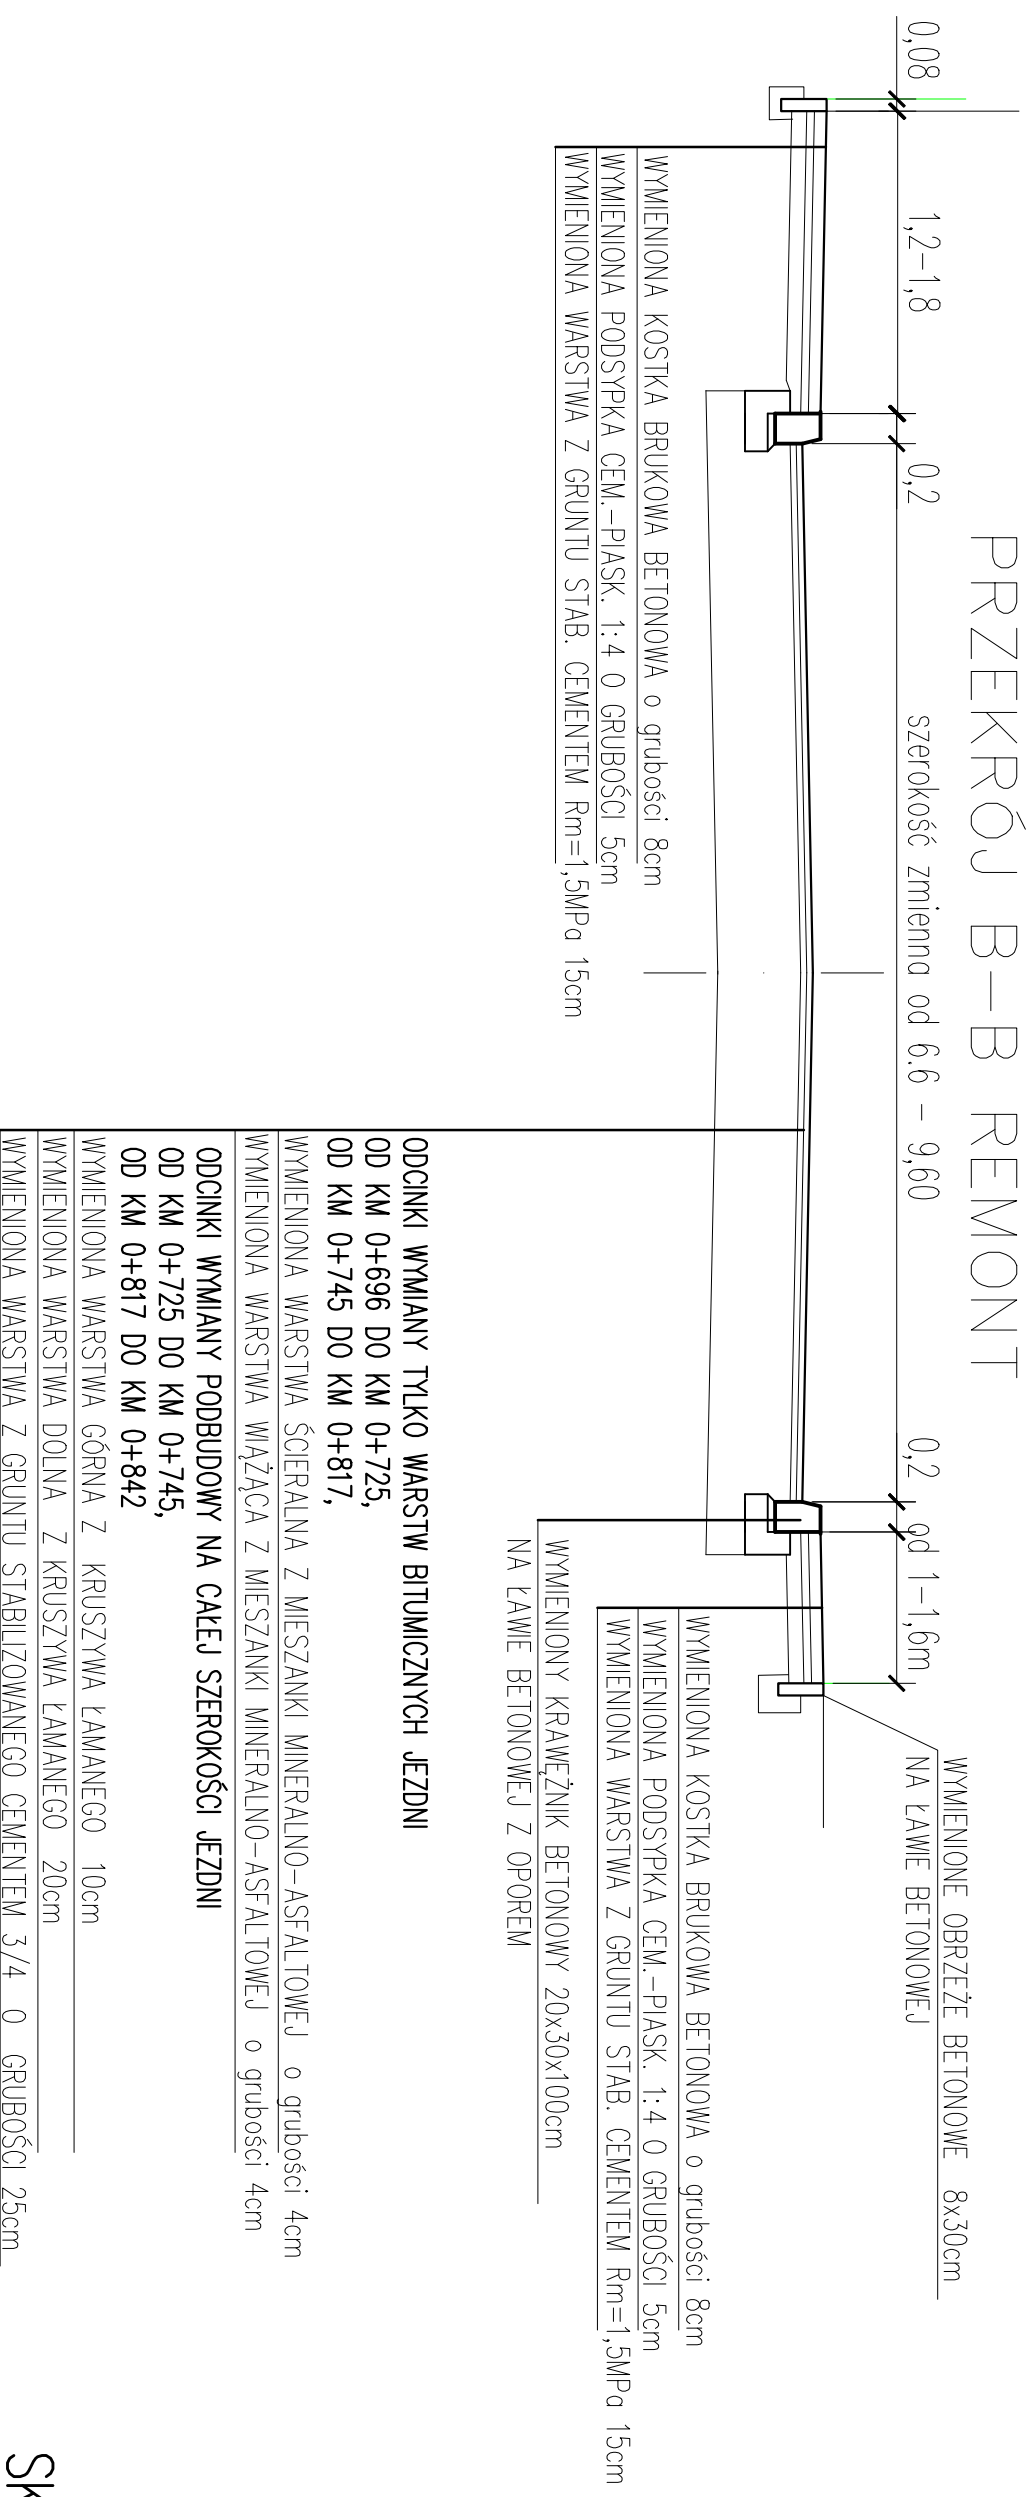 PRZEKRÓJ B-B REMONT
0,08
1,2-1,8
0,2
szerokość zmienna od 6.6 - 9,60
0,2
od 1-1,6m
WYMIENIONE OBRZEŻE BETONOWE 8x30cm
NA ŁAWIE BETONOWEJ
WYMIENIONA KOSTKA BRUKOWA BETONOWA o grubości 8cm
WYMIENIONA PODSYPKA CEM.-PIASK. 1:4 O GRUBOŚCI 5cm
WYMIENIONA WARSTWA Z GRUNTU STAB. CEMENTEM Rm=1,5MPa 15cm
WYMIENIONA KOSTKA BRUKOWA BETONOWA o grubości 8cm
WYMIENIONA PODSYPKA CEM.-PIASK. 1:4 O GRUBOŚCI 5cm
WYMIENIONA WARSTWA Z GRUNTU STAB. CEMENTEM Rm=1,5MPa 15cm
WYMIENIONY KRAWĘŻNIK BETONOWY 20x30x100cm
NA ŁAWIE BETONOWEJ Z OPOREM
ODCINKI WYMIANY TYLKO WARSTW BITUMICZNYCH JEZDNI
OD KM 0+696 DO KM 0+725,
OD KM 0+745 DO KM 0+817,
WYMIENIONA WARSTWA ŚCIERALNA Z MIESZANKI MINERALNO-ASFALTOWEJ o grubości 4cm
WYMIENIONA WARSTWA WIĄŻĄCA Z MIESZANKI MINERALNO-ASFALTOWEJ o grubości 4cm
ODCINKI WYMIANY PODBUDOWY NA CAŁEJ SZEROKOŚCI JEZDNI
OD KM 0+725 DO KM 0+745,
OD KM 0+817 DO KM 0+842
WYMIENIONA WARSTWA GÓRNA Z KRUSZYWA ŁAMANEGO 10cm
WYMIENIONA WARSTWA DOLNA Z KRUSZYWA ŁAMANEGO 20cm
WYMIENIONA WARSTWA Z GRUNTU STABILIZOWANEGO CEMENTEM 3/4 O GRUBOŚCI 25cm